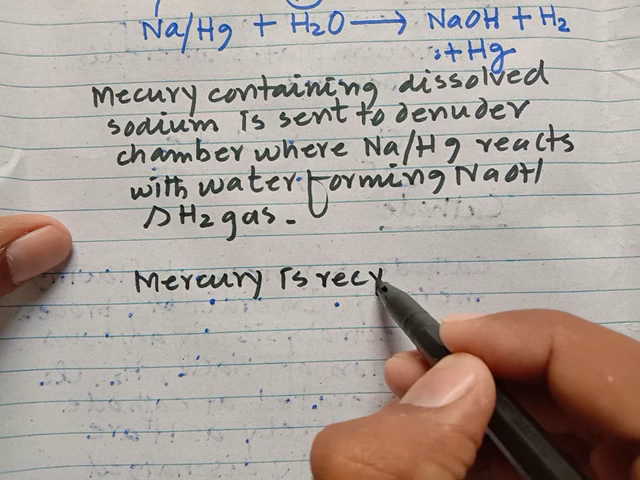 Na/Hg + H2O → NaOH + H2
+ Hg
Mecury containing dissolved
sodium is sent to denuder
chamber where Na/Hg reacts
with water forming NaOH
& H2 gas.
Mercury is recy